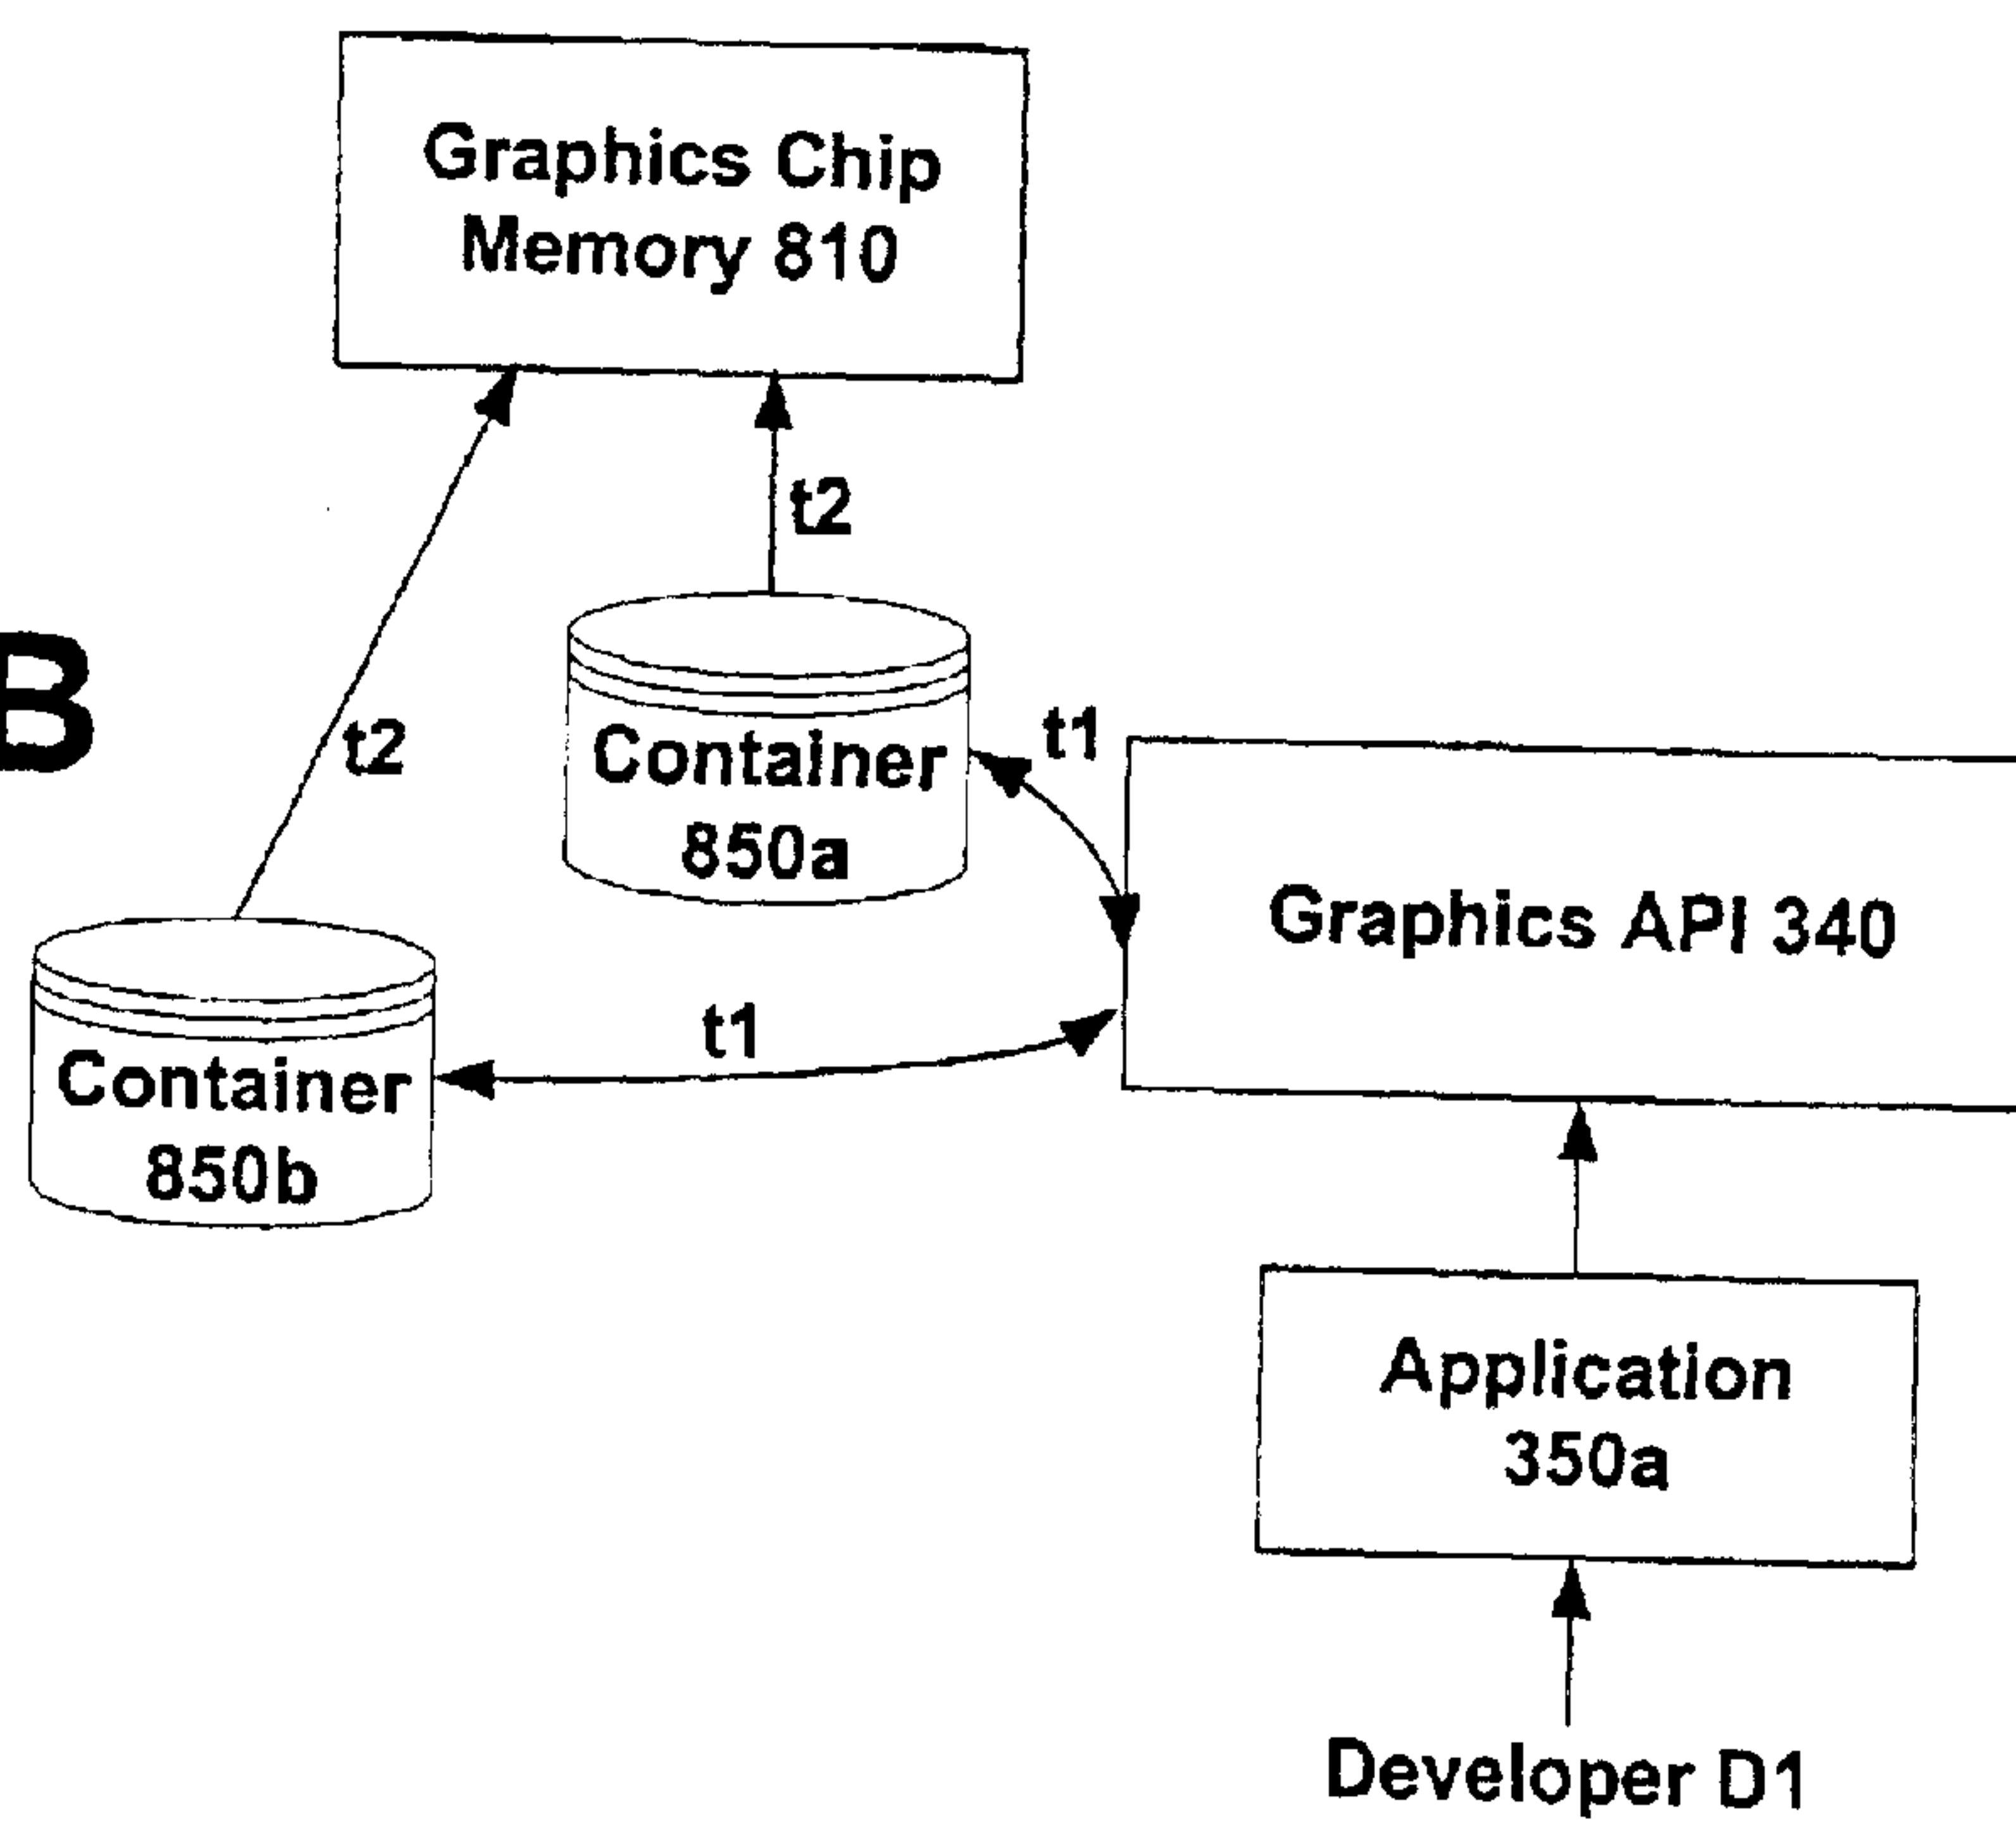 Graphics Chip
Memory 810
t2
B
t2
Container
850a
t1
Graphics API 340
t1
Container
850b
Application
350a
Developer D1